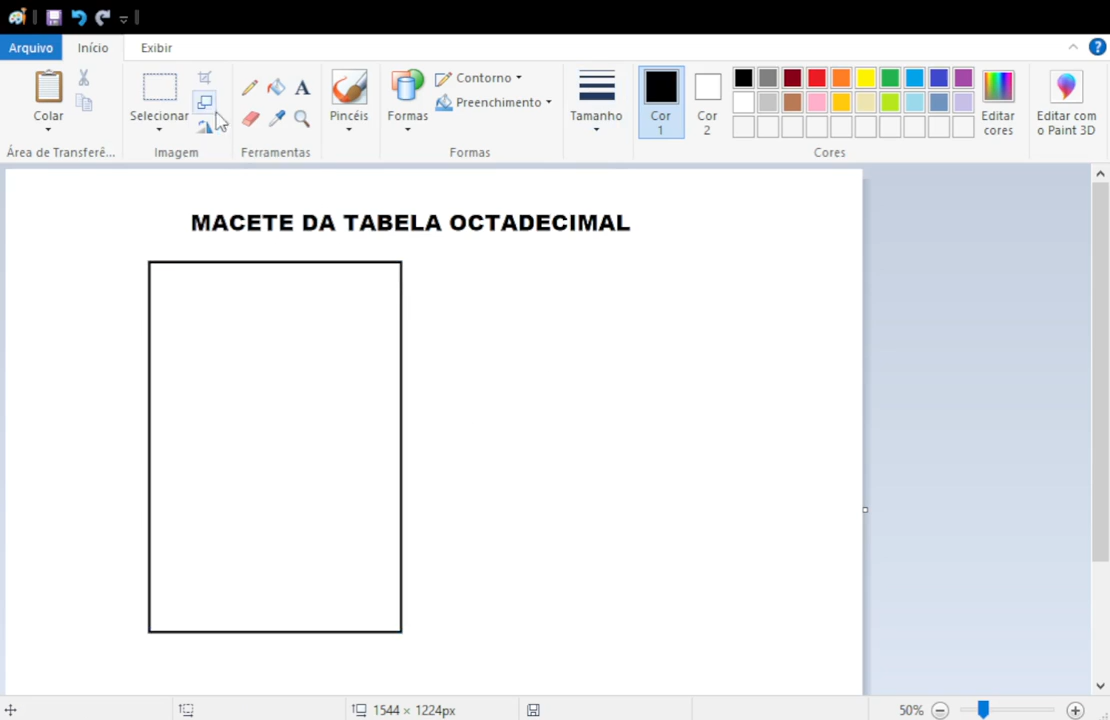 Arquivo Início Exibir
Colar
Selecionar
Pincéis
Formas
Contorno
Preenchimento
Tamanho
Cor 1
Cor 2
Editar cores
Editar com o Paint 3D
Área de Transferê... Imagem Ferramentas Formas Cores
MACETE DA TABELA OCTADECIMAL
1544 × 1224px 50%